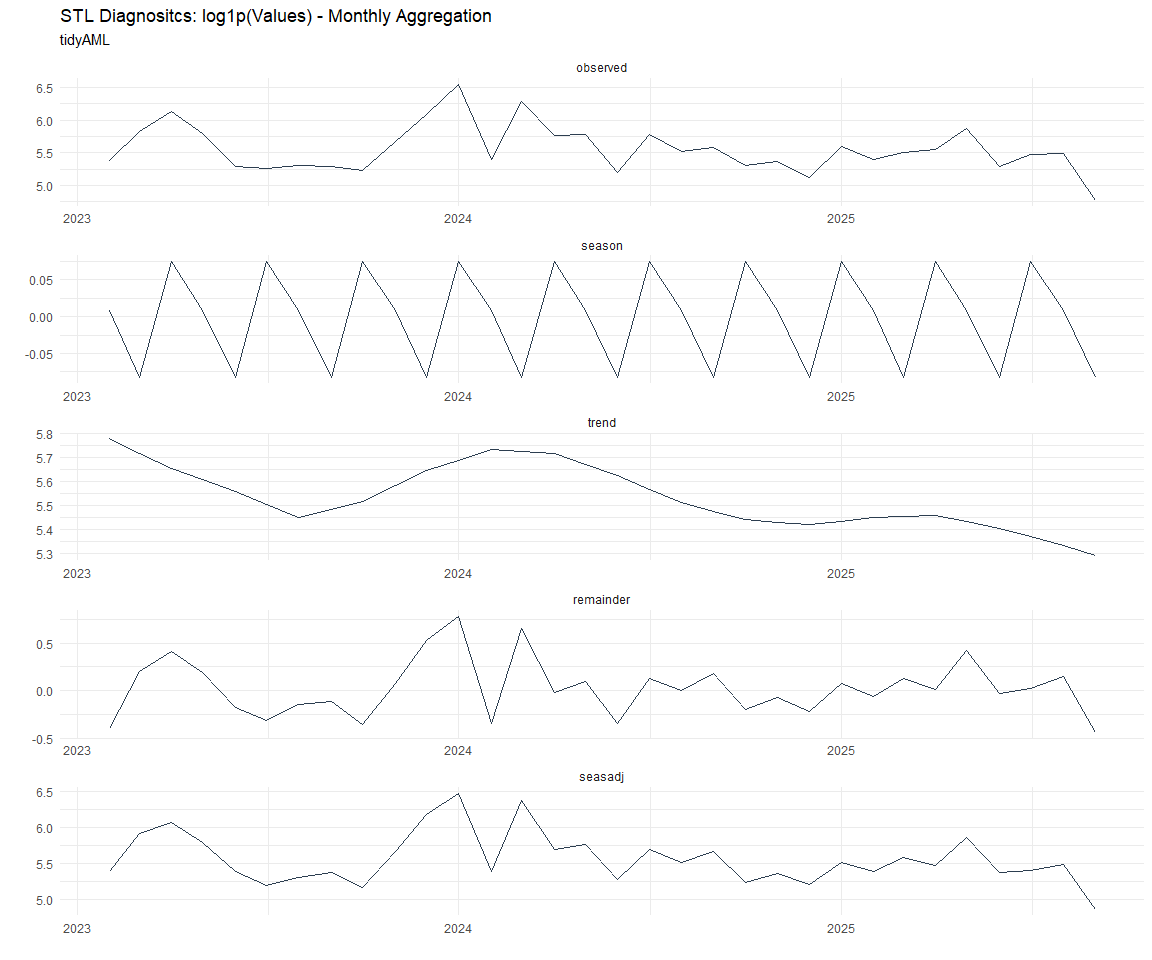 STL Diagnositcs: log1p(Values) - Monthly Aggregation
tidyAML
observed
6.5
6.0
5.5
5.0
2023 2024 2025
season
0.05
0.00
-0.05
2023 2024 2025
trend
5.8
5.7
5.6
5.5
5.4
5.3
2023 2024 2025
remainder
0.5
0.0
-0.5
2023 2024 2025
seasadj
6.5
6.0
5.5
5.0
2023 2024 2025